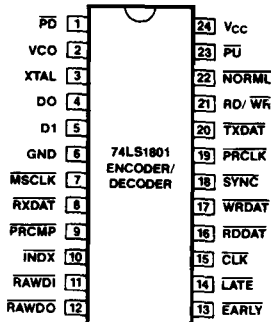 PD 1 24 Vcc
VCO 2 23 PU
XTAL 3 22 NORML
DO 4 21 RD/ WR
D1 5 20 TXDAT
GND 6 74LS1801 19 PRCLK
MSCLK 7 ENCODER/ 18 SYNC
RXDAT 8 DECODER 17 WRDAT
PRCMP 9 16 RDDAT
INDX 10 15 CLK
RAWDI 11 14 LATE
RAWDO 12 13 EARLY